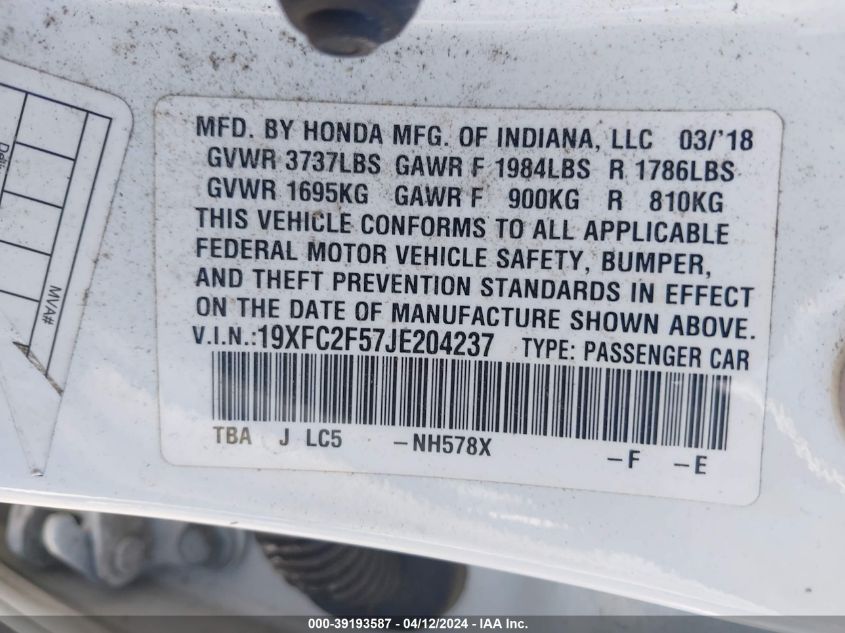 MFD. BY HONDA MFG. OF INDIANA, LLC 03/'18
GVWR 3737LBS GAWR F 1984LBS R 1786LBS
GVWR 1695KG GAWR F 900KG R 810KG
THIS VEHICLE CONFORMS TO ALL APPLICABLE
FEDERAL MOTOR VEHICLE SAFETY, BUMPER,
AND THEFT PREVENTION STANDARDS IN EFFECT
ON THE DATE OF MANUFACTURE SHOWN ABOVE.
V.I.N.:19XFC2F57JE204237 TYPE: PASSENGER CAR
TBA J LC5 -NH578X -F -E
MVA#
000-39193587 - 04/12/2024 - IAA Inc.